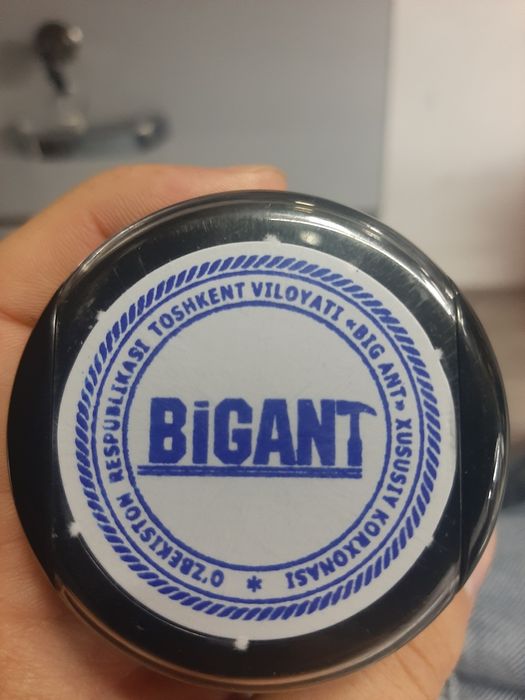 O'ZBEKISTON RESPUBLIKASI TOSHKENT VILOYATI «BIG ANT» XUSUSIY KORXONASI *
BiGANT